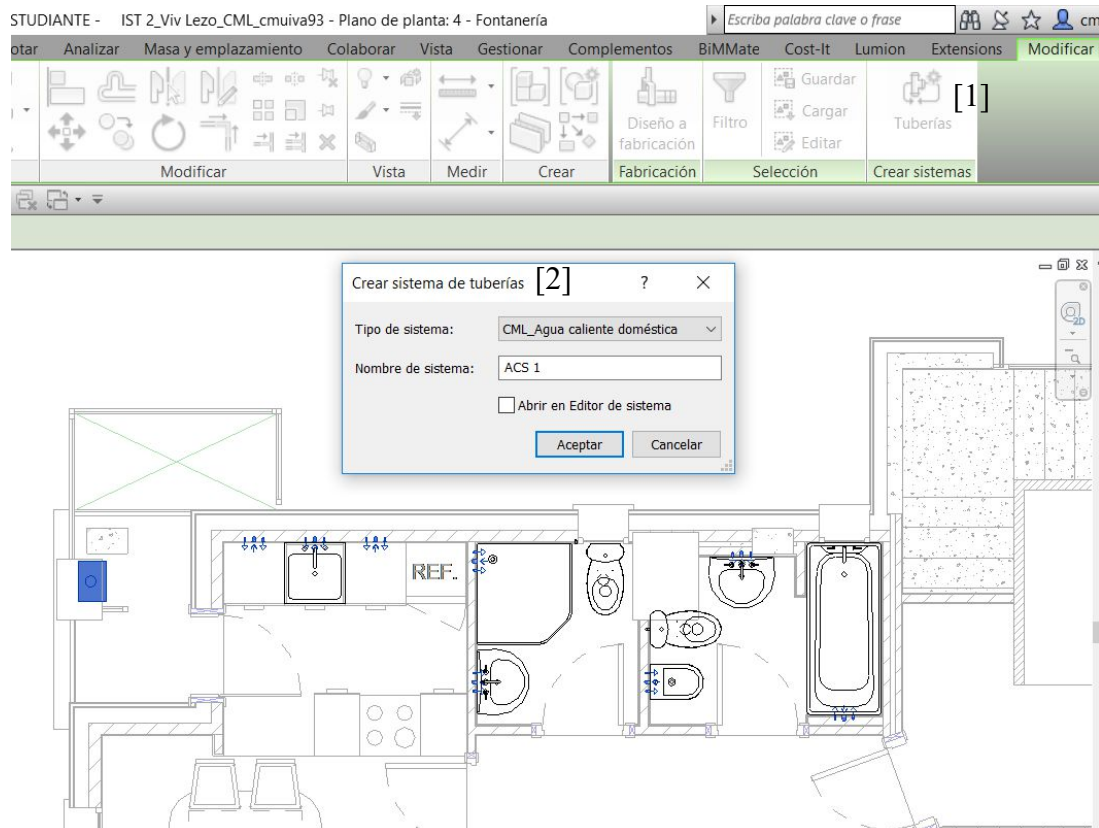 STUDIANTE - IST 2_Viv Lezo_CML_cmuiva93 - Plano de planta: 4 - Fontanería
Escriba palabra clave o frase
cm
otar Analizar Masa y emplazamiento Colaborar Vista Gestionar Complementos BiMMate Cost-It Lumion Extensions Modificar
Diseño a fabricación
Filtro
Guardar
Cargar
Editar
Tuberías
[1]
Modificar Vista Medir Crear Fabricación Selección Crear sistemas
Crear sistema de tuberías [2] ?
Tipo de sistema: CML_Agua caliente doméstica
Nombre de sistema: ACS 1
Abrir en Editor de sistema
Aceptar Cancelar
2D
REF.